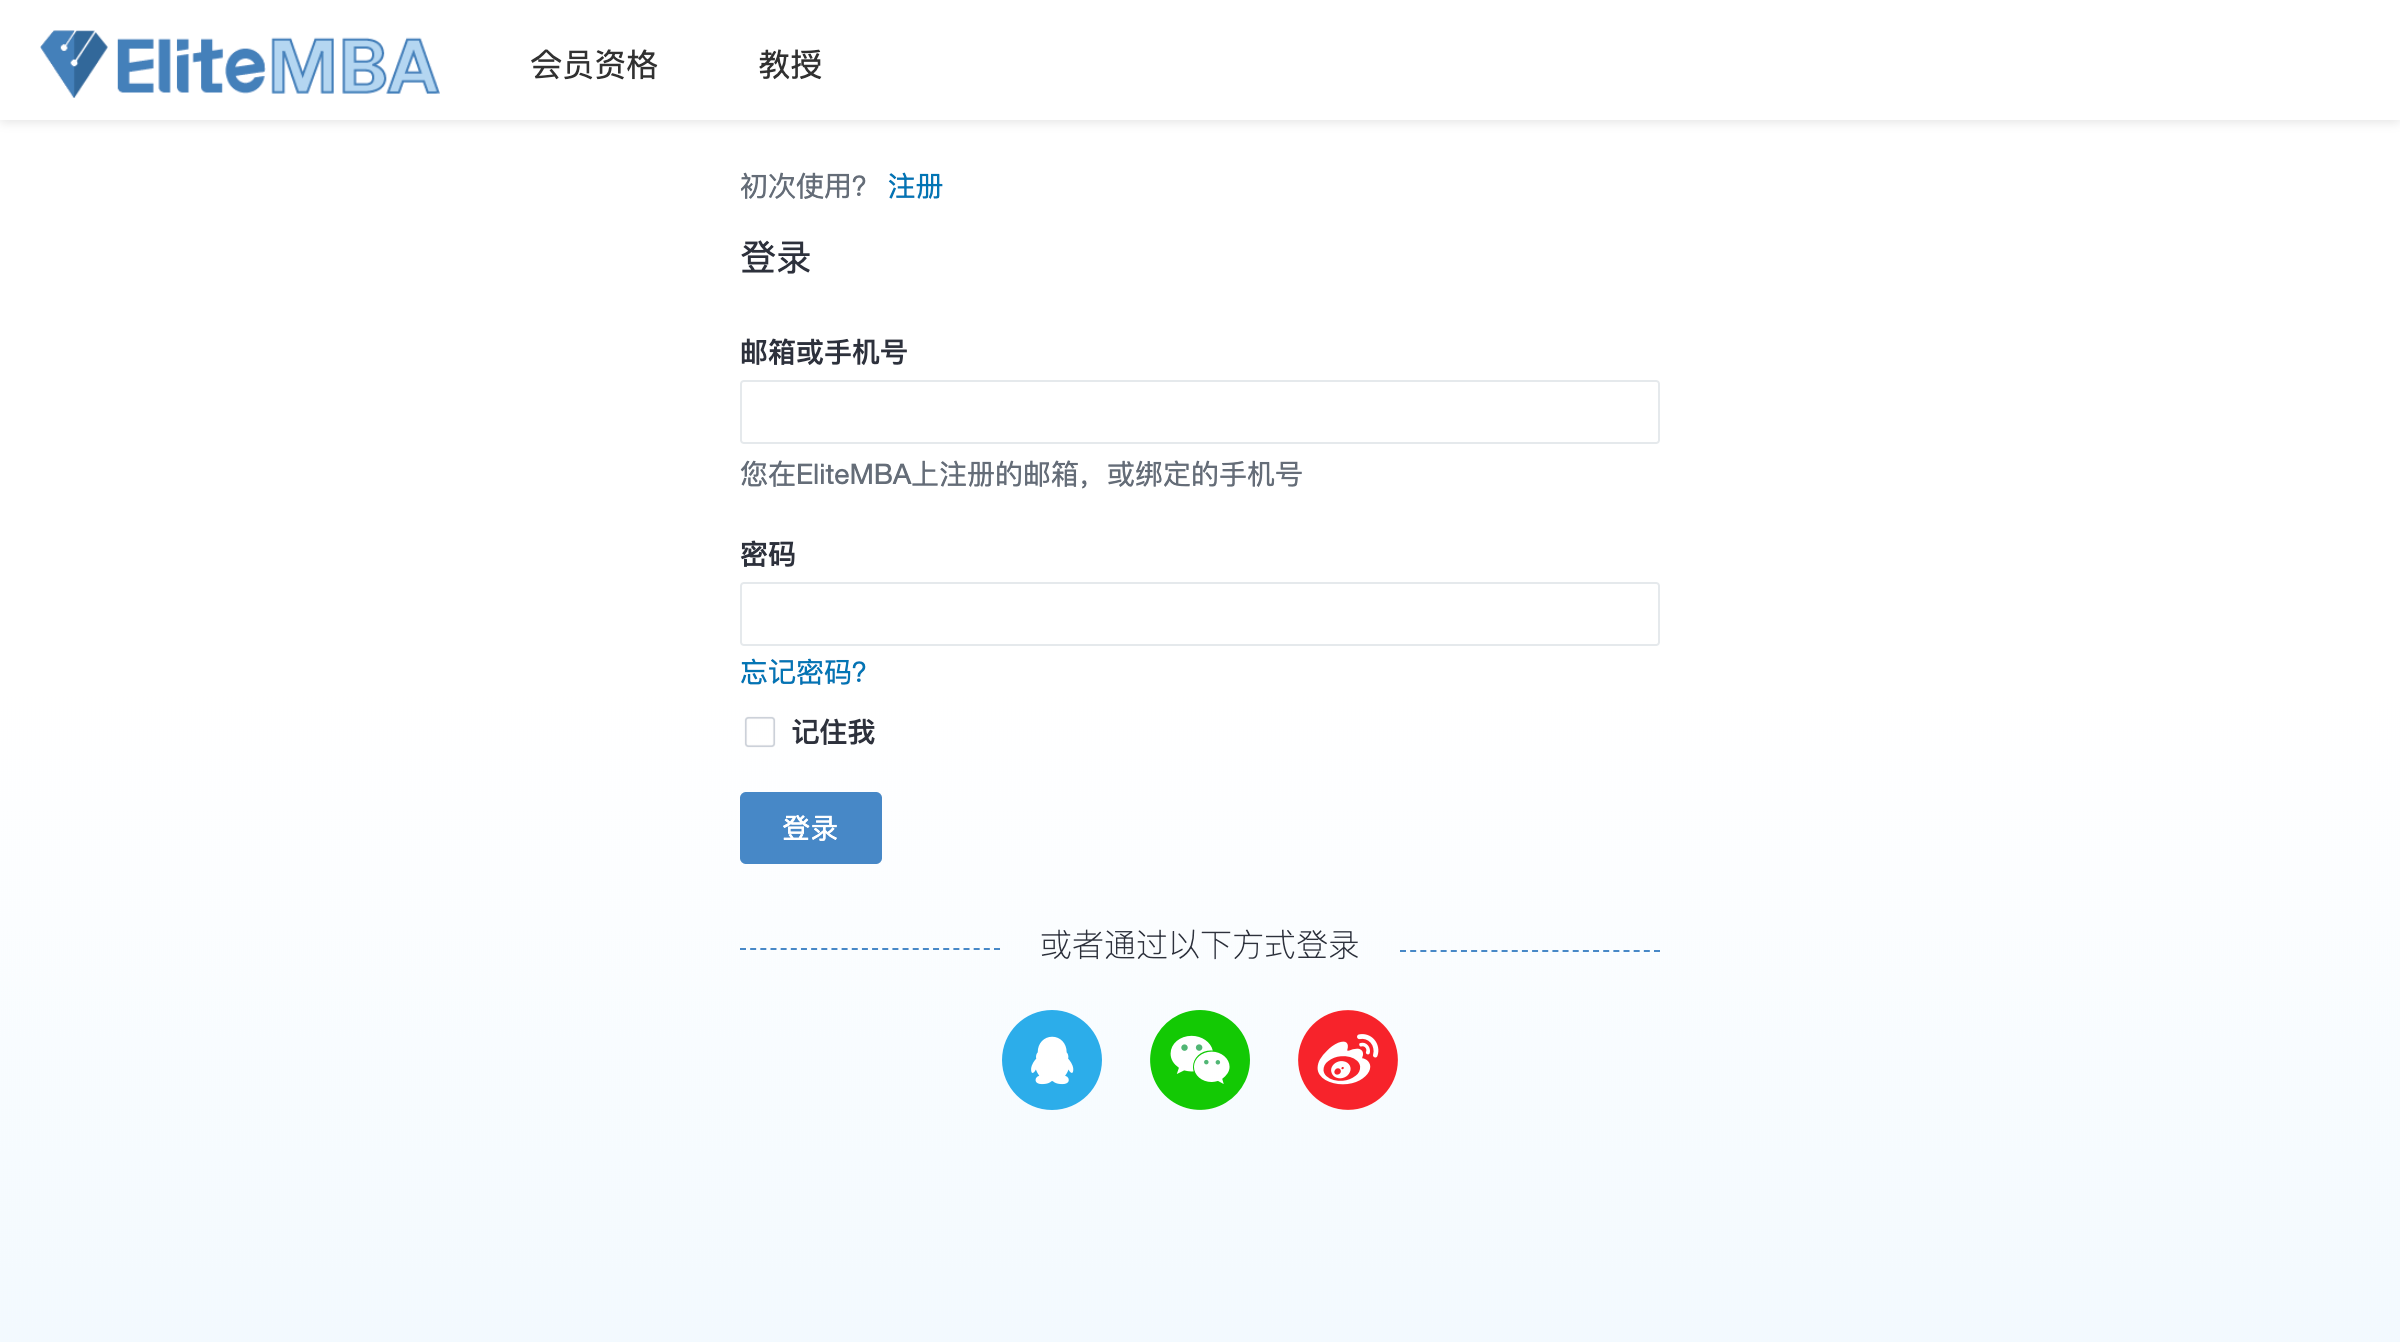 EliteMBA 会员资格 教授
初次使用? 注册
登录
邮箱或手机号
您在EliteMBA上注册的邮箱，或绑定的手机号
密码
忘记密码?
记住我
登录
或者通过以下方式登录